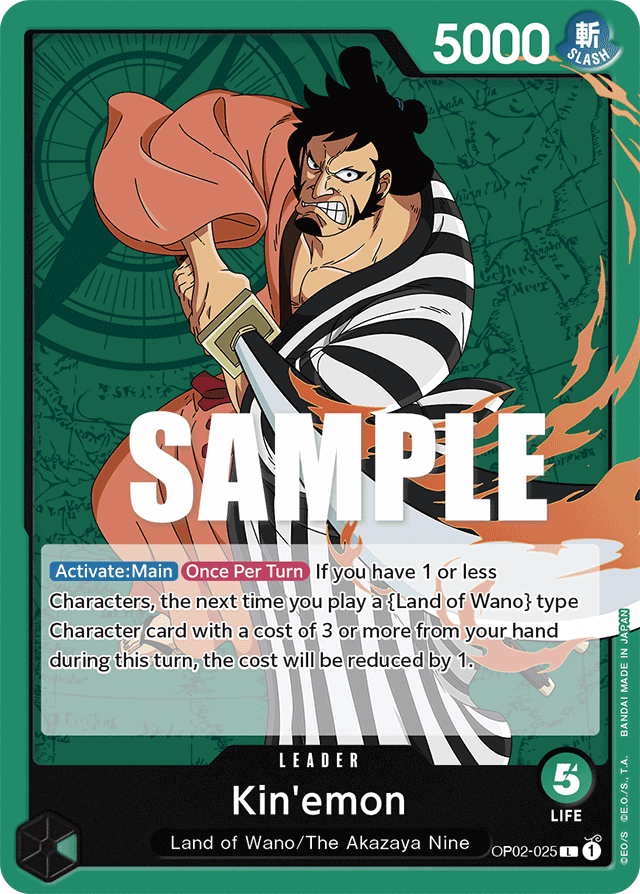 5000
斬
SLASH
SAMPLE
Activate:Main Once Per Turn If you have 1 or less
Characters, the next time you play a {Land of Wano} type
Character card with a cost of 3 or more from your hand
during this turn, the cost will be reduced by 1.
LEADER
Kin'emon
Land of Wano/The Akazaya Nine
5
LIFE
OP02-025 L 1
©E.O./S., T.A. BANDAI MADE IN JAPAN
©EO/S